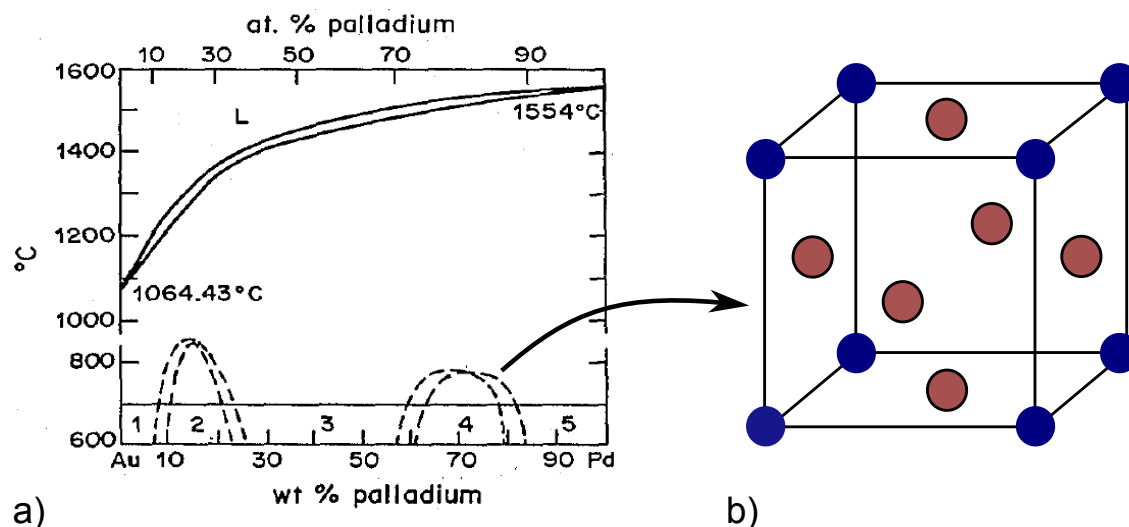 at. % palladium
10 30 50 70 90
1600
L
1554°C
1400
1200
°C
1064.43°C
1000
800
1 2 3 4 5
600
Au 10 30 50 70 90 Pd
wt % palladium
a) b)